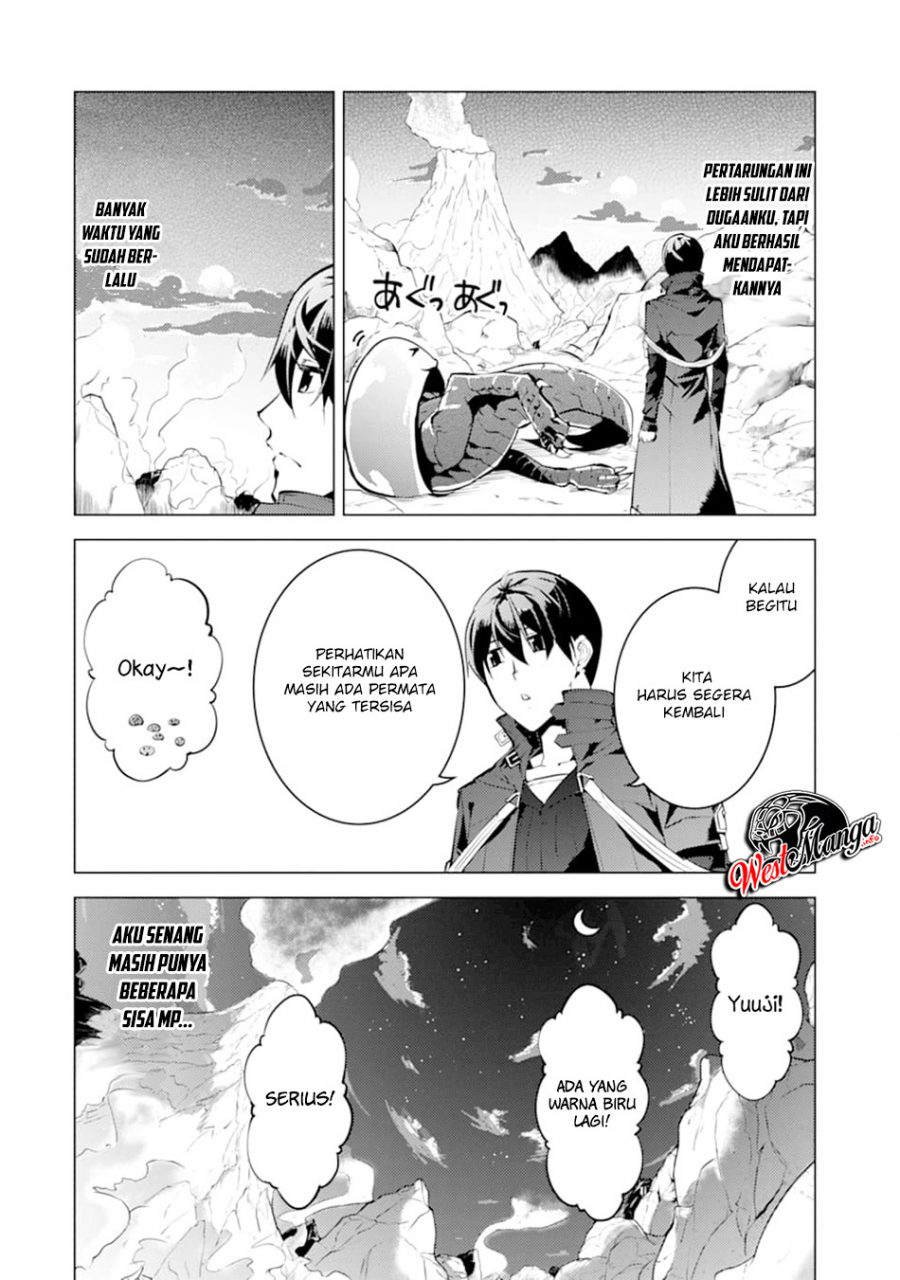 PERTARUNGAN INI
LEBIH SULIT DARI
DUGAANKU, TAPI
AKU BERHASIL
MENDAPAT-
KANNYA
あぐっ あぐっ
BANYAK
WAKTU YANG
SUDAH BER-
LALU
KALAU
BEGITU
KITA
HARUS SEGERA
KEMBALI
PERHATIKAN
SEKITARMU APA
MASIH ADA PERMATA
YANG TERSISA
Okay~!
WestManga
.info
Yuuji!
ADA YANG
WARNA BIRU
LAGI!
SERIUS!
AKU SENANG
MASIH PUNYA
BEBERAPA
SISA MP...